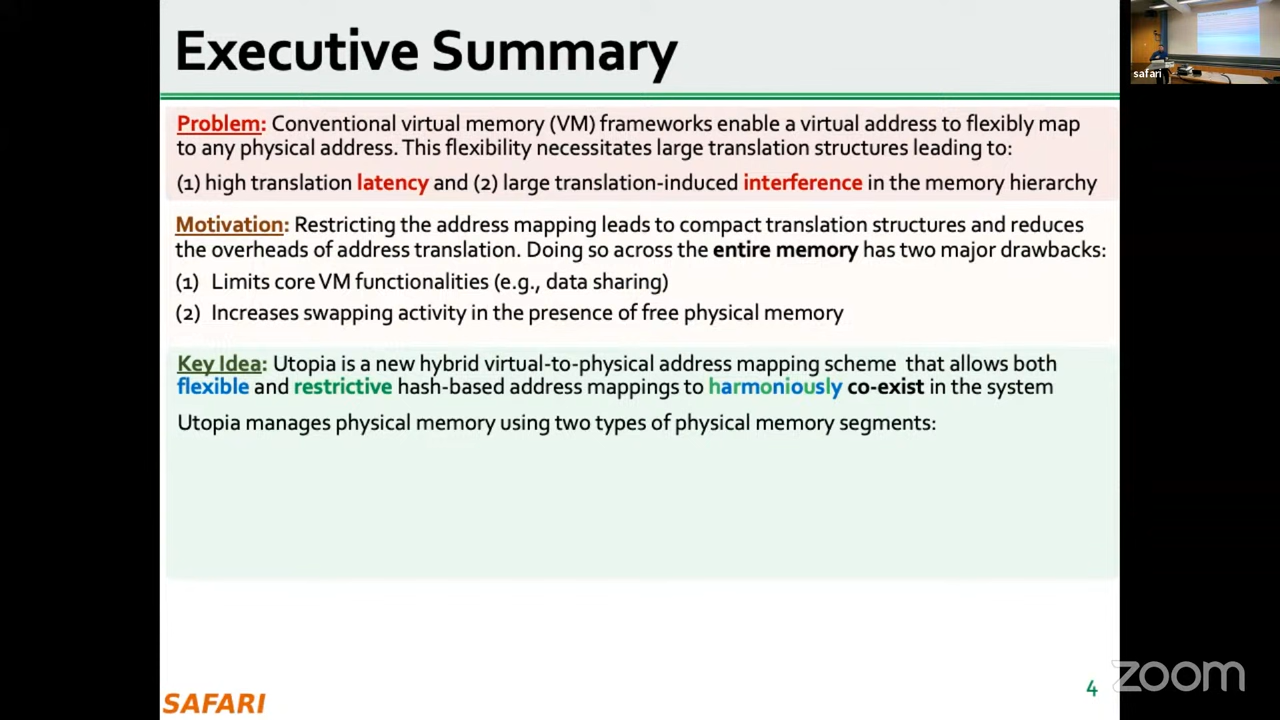 Executive Summary
safari
Problem: Conventional virtual memory (VM) frameworks enable a virtual address to flexibly map
to any physical address. This flexibility necessitates large translation structures leading to:
(1) high translation latency and (2) large translation-induced interference in the memory hierarchy
Motivation: Restricting the address mapping leads to compact translation structures and reduces
the overheads of address translation. Doing so across the entire memory has two major drawbacks:
(1) Limits core VM functionalities (e.g., data sharing)
(2) Increases swapping activity in the presence of free physical memory
Key Idea: Utopia is a new hybrid virtual-to-physical address mapping scheme that allows both
flexible and restrictive hash-based address mappings to harmoniously co-exist in the system
Utopia manages physical memory using two types of physical memory segments:
SAFARI
4
zoom